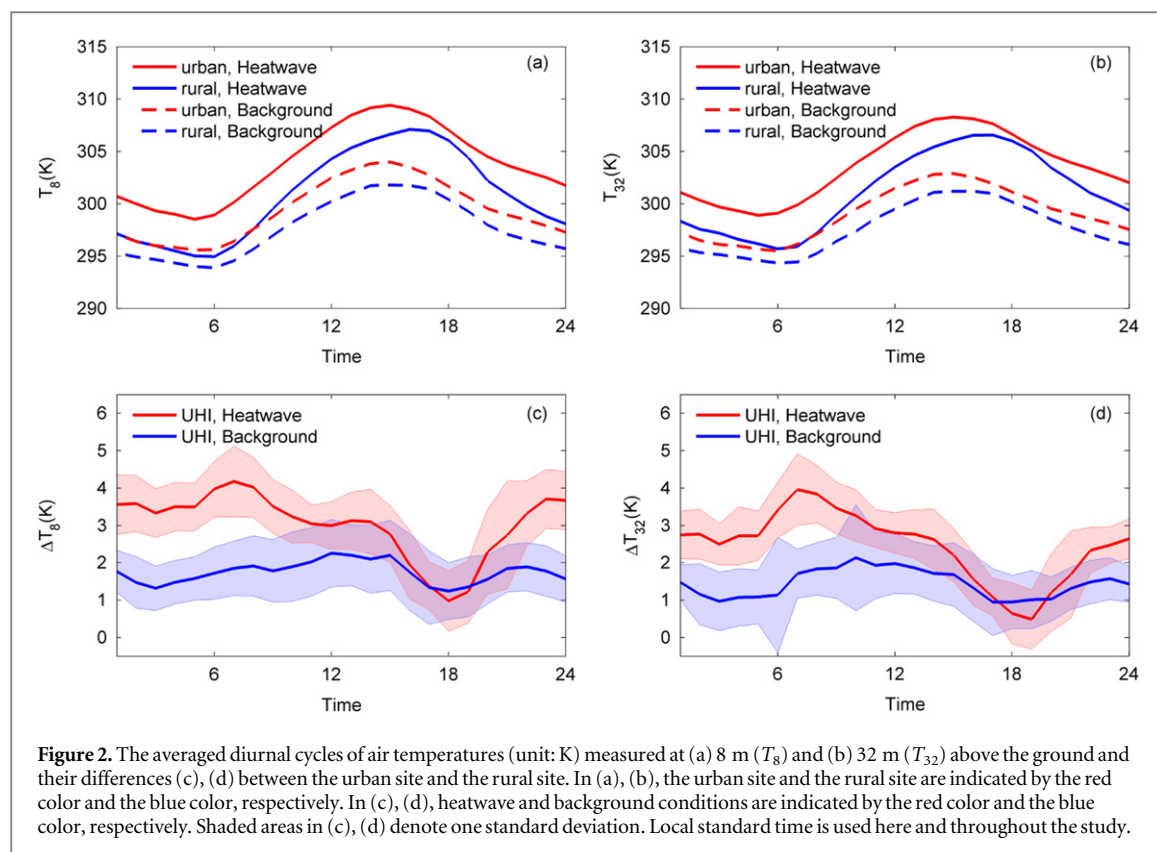 315
310
305
300
295
290
T8(K)
urban, Heatwave
rural, Heatwave
urban, Background
rural, Background
(a)
6
12
18
24
Time
315
310
305
300
295
290
T32(K)
urban, Heatwave
rural, Heatwave
urban, Background
rural, Background
(b)
6
12
18
24
Time
6
5
4
3
2
1
0
ΔT8(K)
UHI, Heatwave
UHI, Background
(c)
6
12
18
24
Time
6
5
4
3
2
1
0
ΔT32(K)
UHI, Heatwave
UHI, Background
(d)
6
12
18
24
Time
Figure 2. The averaged diurnal cycles of air temperatures (unit: K) measured at (a) 8 m (T8) and (b) 32 m (T32) above the ground and
their differences (c), (d) between the urban site and the rural site. In (a), (b), the urban site and the rural site are indicated by the red
color and the blue color, respectively. In (c), (d), heatwave and background conditions are indicated by the red color and the blue
color, respectively. Shaded areas in (c), (d) denote one standard deviation. Local standard time is used here and throughout the study.